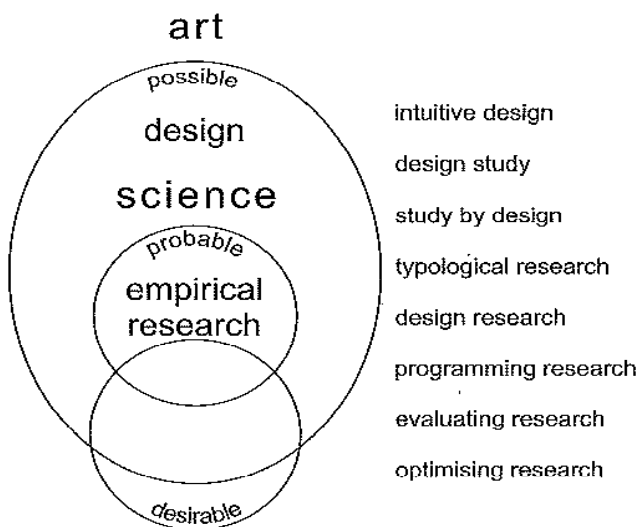 art
possible
design
science
probable
empirical
research
desirable
intuitive design
design study
study by design
typological research
design research
programming research
evaluating research
optimising research